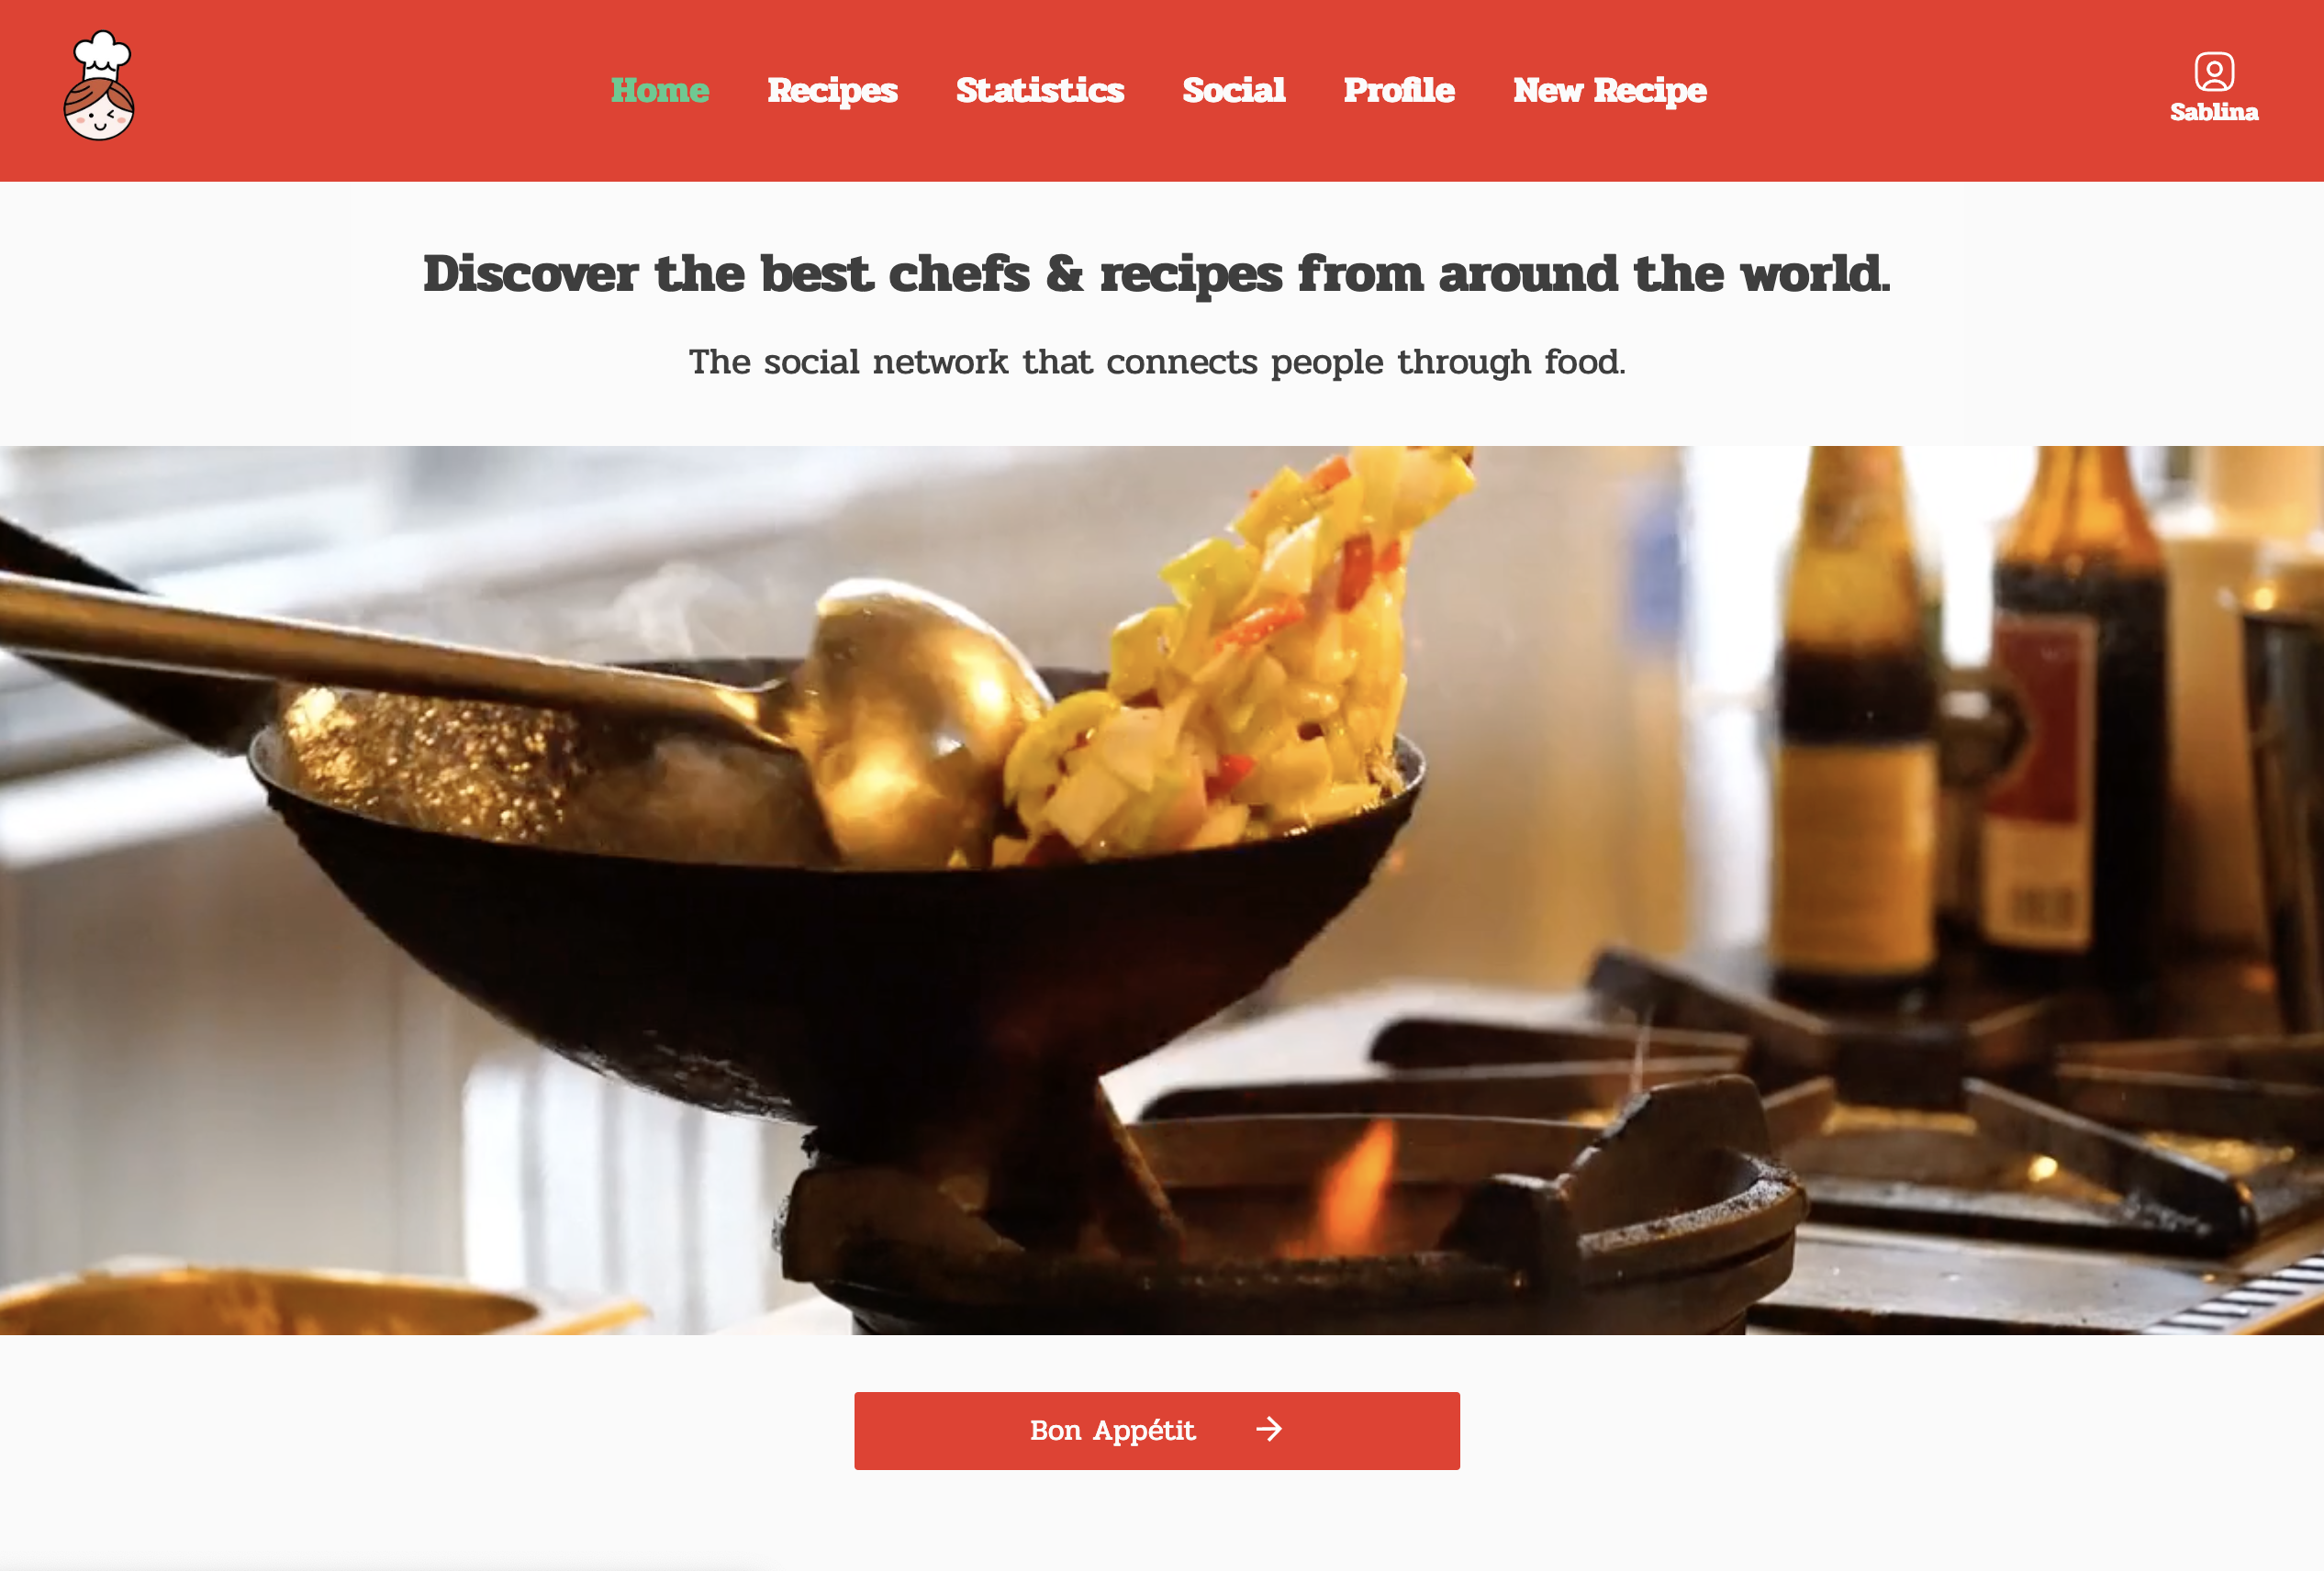 Home Recipes Statistics Social Profile New Recipe
Sablina
Discover the best chefs & recipes from around the world.
The social network that connects people through food.
Bon Appétit →